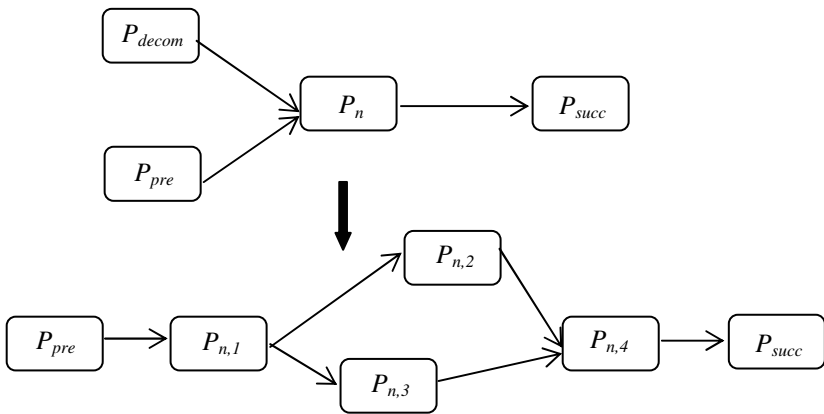 P_decom
P_n
P_succ
P_pre
P_n,2
P_pre
P_n,1
P_n,4
P_succ
P_n,3